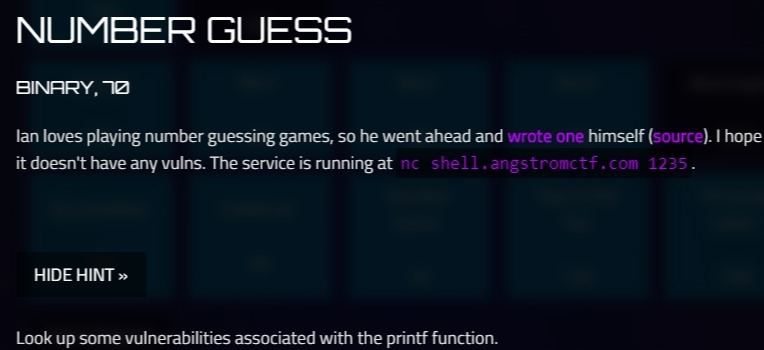 NUMBER GUESS
BINARY, 70
Ian loves playing number guessing games, so he went ahead and wrote one himself (source). I hope
it doesn't have any vulns. The service is running at nc shell.angstromctf.com 1235.
HIDE HINT »
Look up some vulnerabilities associated with the printf function.